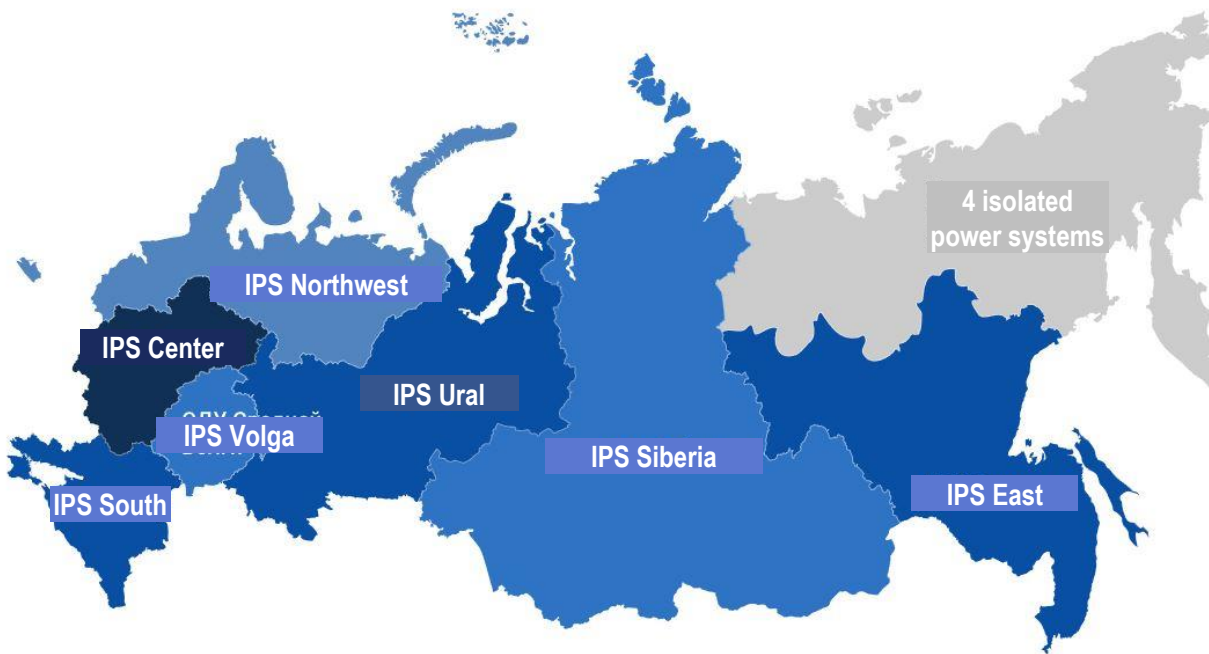 4 isolated
power systems
IPS Northwest
IPS Center
IPS Ural
IPS Volga
IPS Siberia
IPS South
IPS East